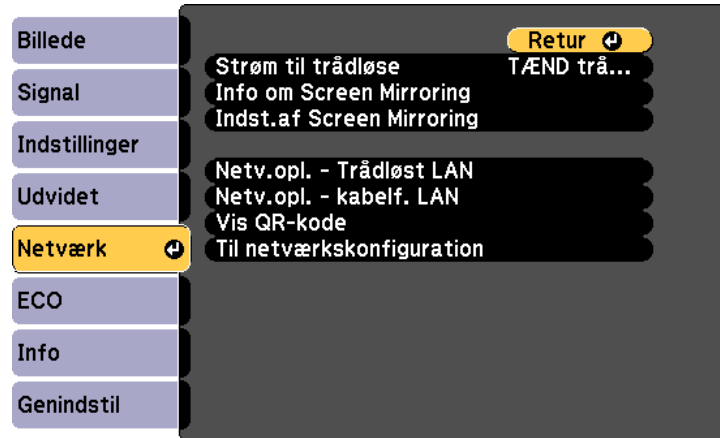 Billede
Signal
Indstillinger
Udvidet
Netværk
ECO
Info
Genindstil
Retur
Strøm til trådløse TÆND trå...
Info om Screen Mirroring
Indst.af Screen Mirroring
Netv.opl. - Trådløst LAN
Netv.opl. - kabelf. LAN
Vis QR-kode
Til netværkskonfiguration